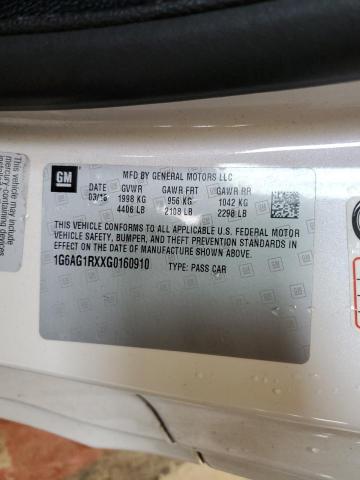 GM
MFD BY GENERAL MOTORS LLC
DATE GVWR GAWR FRT GAWR RR
03/16 1998 KG 956 KG 1042 KG
4406 LB 2108 LB 2298 LB
THIS VEHICLE CONFORMS TO ALL APPLICABLE U.S. FEDERAL MOTOR
VEHICLE SAFETY, BUMPER, AND THEFT PREVENTION STANDARDS IN
EFFECT ON THE DATE OF MANUFACTURE SHOWN ABOVE.
1G6AG1RXXG0160910 TYPE: PASS CAR
This vehicle may include
mercury-containing
devices